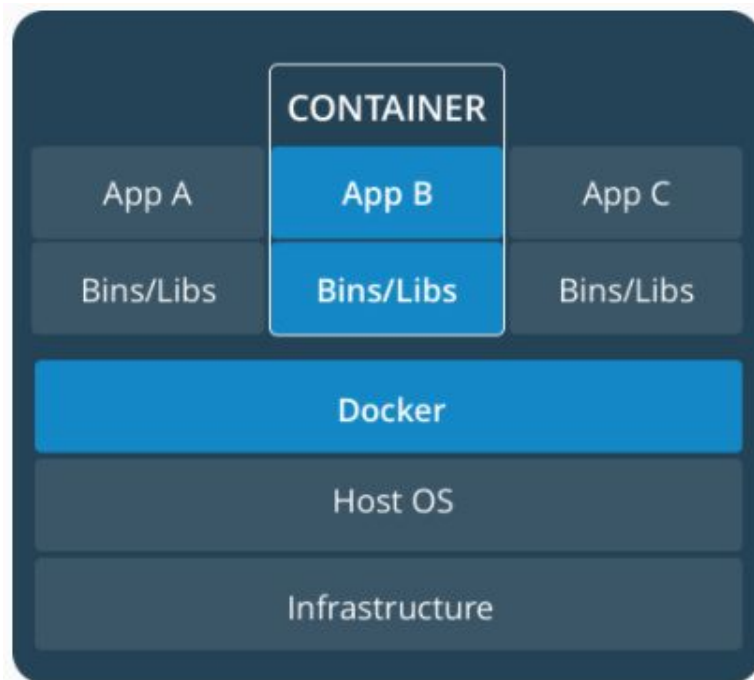 CONTAINER
App A App B App C
Bins/Libs Bins/Libs Bins/Libs
Docker
Host OS
Infrastructure